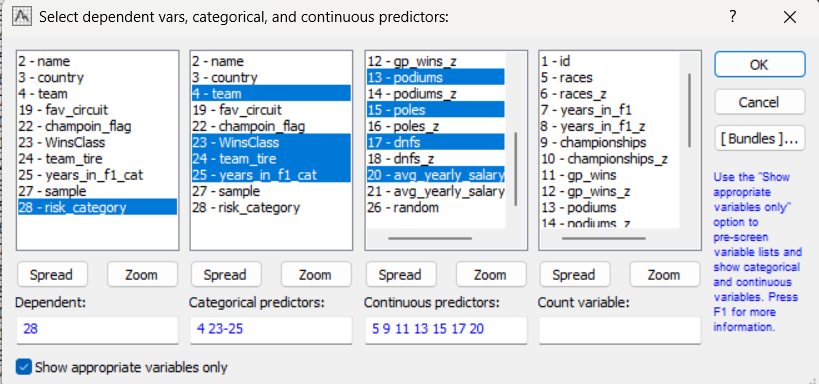 Select dependent vars, categorical, and continuous predictors:
?
2 - name
3 - country
4 - team
19 - fav_circuit
22 - champoin_flag
23 - WinsClass
24 - team_tire
25 - years_in_f1_cat
27 - sample
28 - risk_category
2 - name
3 - country
4 - team
19 - fav_circuit
22 - champoin_flag
23 - WinsClass
24 - team_tire
25 - years_in_f1_cat
27 - sample
28 - risk_category
12 - gp_wins_z
13 - podiums
14 - podiums_z
15 - poles
16 - poles_z
17 - dnfs
18 - dnfs_z
20 - avg_yearly_salary
21 - avg_yearly_salary
26 - random
1 - id
5 - races
6 - races_z
7 - years_in_f1
8 - years_in_f1_z
9 - championships
10 - championships_z
11 - gp_wins
12 - gp_wins_z
13 - podiums
14 - podiums_z
OK
Cancel
[ Bundles ]...
Use the "Show
appropriate
variables only"
option to
pre-screen
variable lists and
show categorical
and continuous
variables. Press
F1 for more
information.
Spread Zoom Spread Zoom Spread Zoom Spread Zoom
Dependent: Categorical predictors: Continuous predictors: Count variable:
28 4 23-25 5 9 11 13 15 17 20
Show appropriate variables only